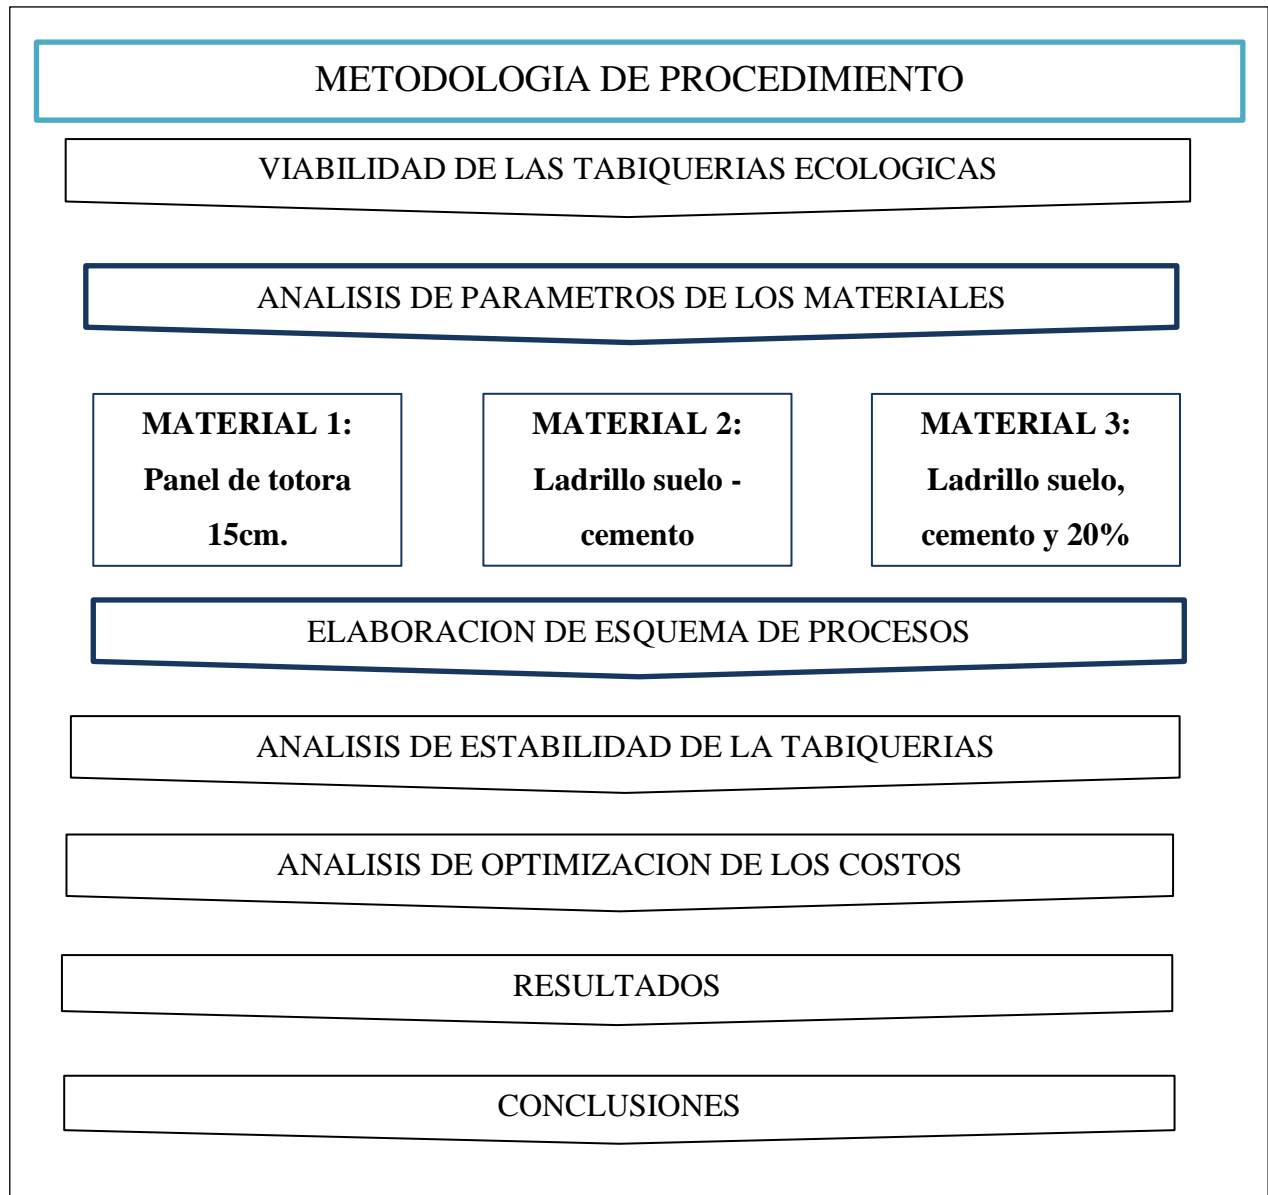 METODOLOGIA DE PROCEDIMIENTO
VIABILIDAD DE LAS TABIQUERIAS ECOLOGICAS
ANALISIS DE PARAMETROS DE LOS MATERIALES
MATERIAL 1:
Panel de totora
15cm.
MATERIAL 2:
Ladrillo suelo -
cemento
MATERIAL 3:
Ladrillo suelo,
cemento y 20%
ELABORACION DE ESQUEMA DE PROCESOS
ANALISIS DE ESTABILIDAD DE LA TABIQUERIAS
ANALISIS DE OPTIMIZACION DE LOS COSTOS
RESULTADOS
CONCLUSIONES